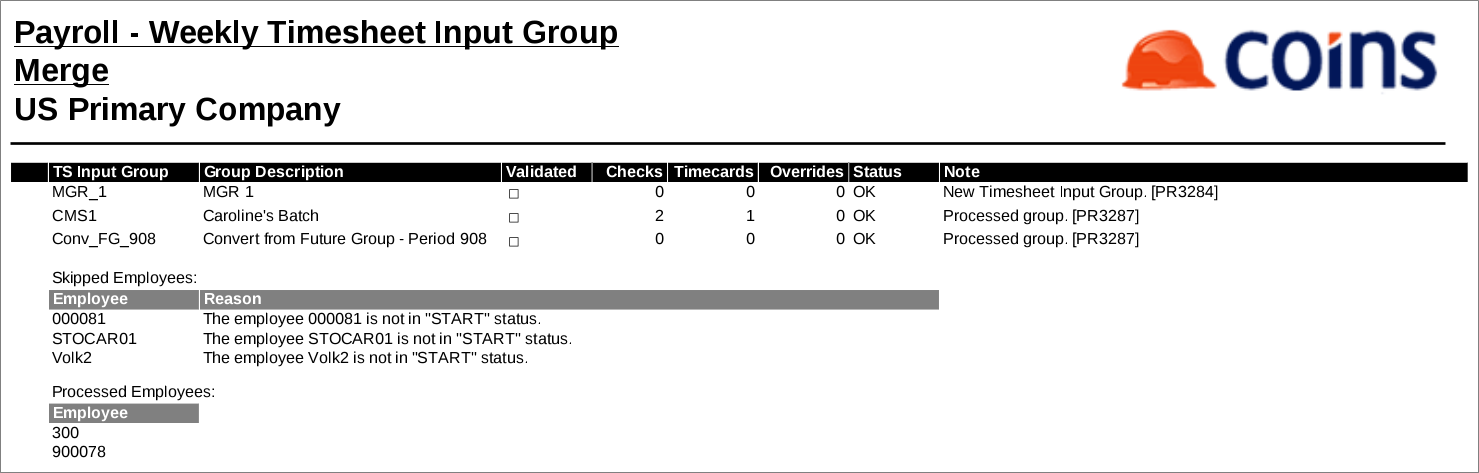 Payroll - Weekly Timesheet Input Group
Merge
US Primary Company
coins
TS Input Group Group Description Validated Checks Timecards Overrides Status Note
MGR_1 MGR 1 ☐ 0 0 0 OK New Timesheet Input Group. [PR3284]
CMS1 Caroline's Batch ☐ 2 1 0 OK Processed group. [PR3287]
Conv_FG_908 Convert from Future Group - Period 908 ☐ 0 0 0 OK Processed group. [PR3287]
Skipped Employees:
Employee Reason
000081 The employee 000081 is not in "START" status.
STOCAR01 The employee STOCAR01 is not in "START" status.
Volk2 The employee Volk2 is not in "START" status.
Processed Employees:
Employee
300
900078